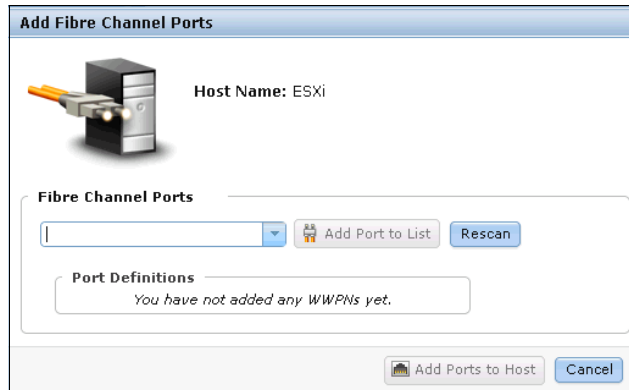 Add Fibre Channel Ports
Host Name: ESXi
Fibre Channel Ports
Add Port to List
Rescan
Port Definitions
You have not added any WWPNs yet.
Add Ports to Host
Cancel